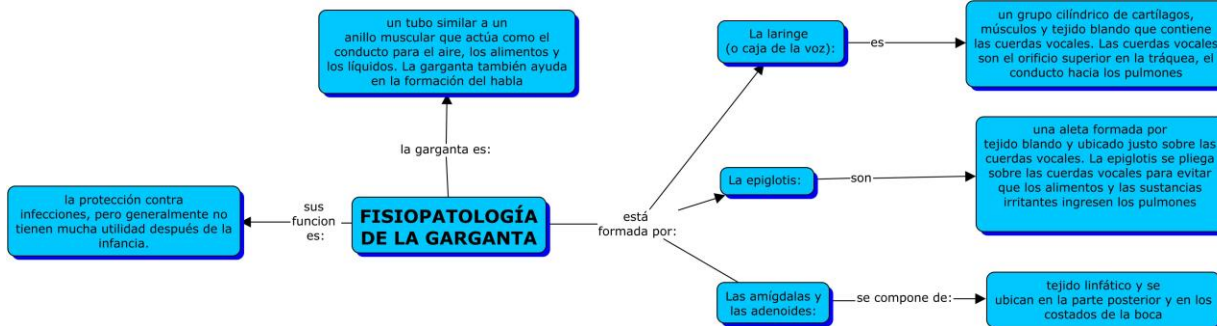 un tubo similar a un
anillo muscular que actúa como el
conducto para el aire, los alimentos y
los líquidos. La garganta también ayuda
en la formación del habla
la garganta es:
la protección contra
infecciones, pero generalmente no
tienen mucha utilidad después de la
infancia.
sus
funcion
es:
FISIOPATOLOGÍA
DE LA GARGANTA
está
formada por:
La laringe
(o caja de la voz):
es
un grupo cilíndrico de cartílagos,
músculos y tejido blando que contiene
las cuerdas vocales. Las cuerdas vocales
son el orificio superior en la tráquea, el
conducto hacia los pulmones
La epiglotis:
son
una aleta formada por
tejido blando y ubicado justo sobre las
cuerdas vocales. La epiglotis se pliega
sobre las cuerdas vocales para evitar
que los alimentos y las sustancias
irritantes ingresen los pulmones
Las amígdalas y
las adenoides:
se compone de:
tejido linfático y se
ubican en la parte posterior y en los
costados de la boca